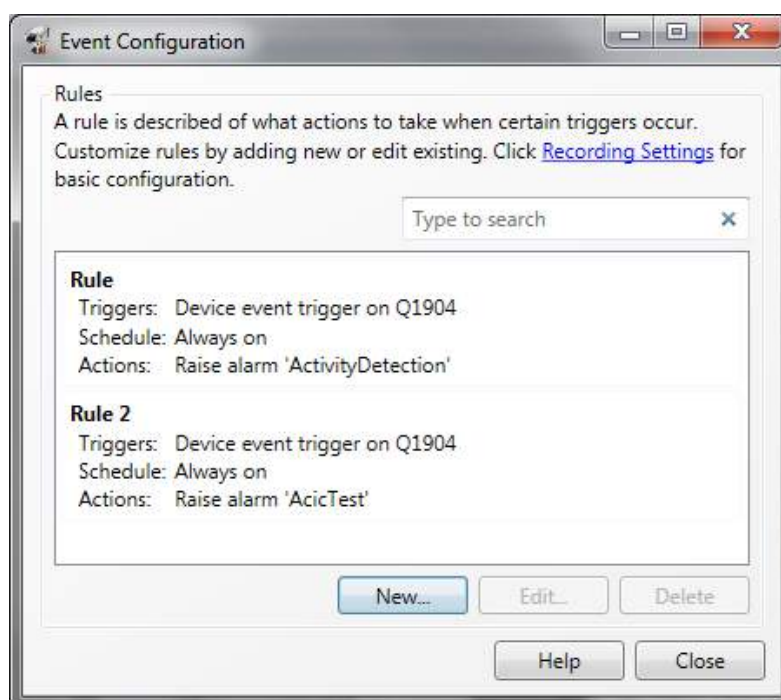 Event Configuration
Rules
A rule is described of what actions to take when certain triggers occur.
Customize rules by adding new or edit existing. Click Recording Settings for
basic configuration.
Type to search
Rule
Triggers: Device event trigger on Q1904
Schedule: Always on
Actions: Raise alarm 'ActivityDetection'
Rule 2
Triggers: Device event trigger on Q1904
Schedule: Always on
Actions: Raise alarm 'AcicTest'
New... Edit... Delete
Help Close